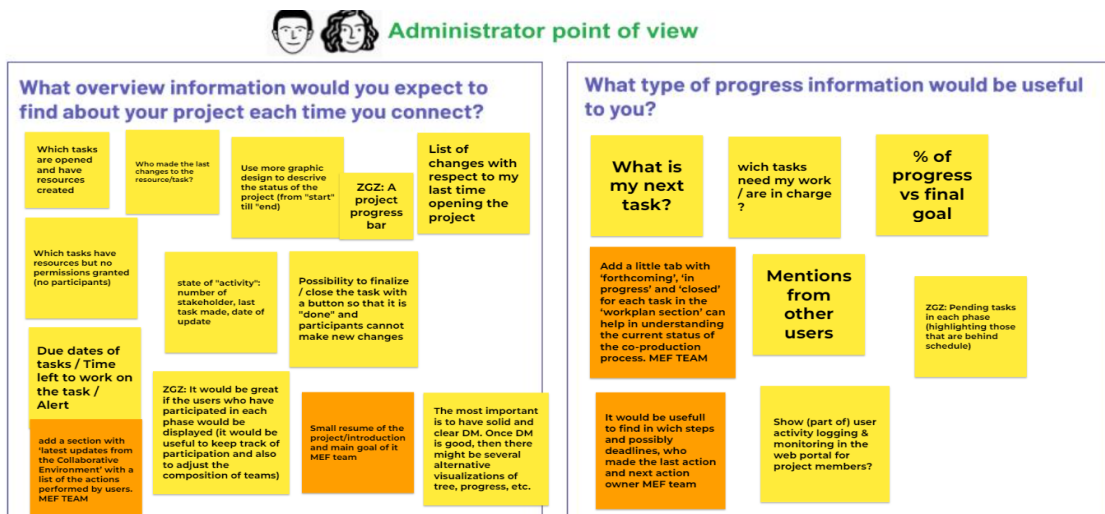 Administrator point of view
What overview information would you expect to
find about your project each time you connect?
Which tasks
are opened
and have
resources
created
Who made the last
changes to the
resource/task?
Use more graphic
design to descrive
the status of the
project (from "start"
till "end)
ZGZ: A
project
progress
bar
List of
changes with
respect to my
last time
opening the
project
Which tasks have
resources but no
permissions granted
(no participants)
state of "activity":
number of
stakeholder, last
task made, date of
update
Possibility to finalize
/ close the task with
a button so that it is
"done" and
participants cannot
make new changes
Due dates of
tasks / Time
left to work on
the task /
Alert
add a section with
'latest updates from
the Collaborative
Environment' with a
list of the actions
performed by users.
MEF TEAM
ZGZ: It would be great
if the users who have
participated in each
phase would be
displayed (it would be
useful to keep track of
participation and also
to adjust the
composition of teams)
Small resume of the
project/introduction
and main goal of it
MEF team
The most important
is to have solid and
clear DM. Once DM
is good, then there
might be several
alternative
visualizations of
tree, progress, etc.
What type of progress information would be useful
to you?
What is
my next
task?
wich tasks
need my work
/ are in charge
?
% of
progress
vs final
goal
Add a little tab with
‘forthcoming’, ‘in
progress’ and ‘closed’
for each task in the
‘workplan section’ can
help in understanding
the current status of
the co-production
process. MEF TEAM
Mentions
from
other
users
ZGZ: Pending tasks
in each phase
(highlighting those
that are behind
schedule)
It would be usefull
to find in wich steps
and possibly
deadlines, who
made the last action
and next action
owner MEF team
Show (part of) user
activity logging &
monitoring in the
web portal for
project members?